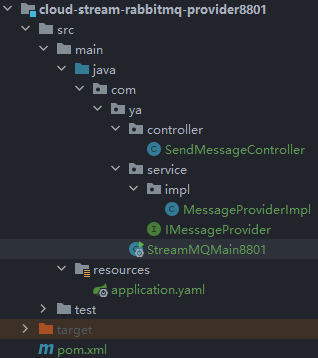 cloud-stream-rabbitmq-provider8801
src
main
java
com
ya
controller
SendMessageController
service
impl
MessageProviderImpl
IMessageProvider
StreamMQMain8801
resources
application.yaml
test
target
pom.xml